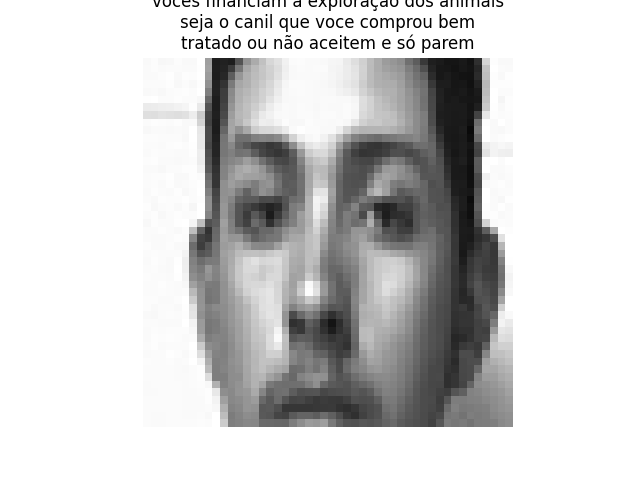 voces financiam a exploração dos animais
seja o canil que voce comprou bem
tratado ou não aceitem e só parem